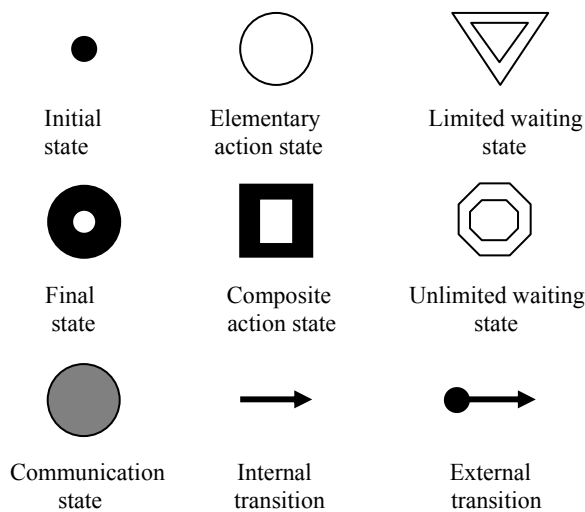 Initial
state
Elementary
action state
Limited waiting
state
Final
state
Composite
action state
Unlimited waiting
state
Communication
state
Internal
transition
External
transition